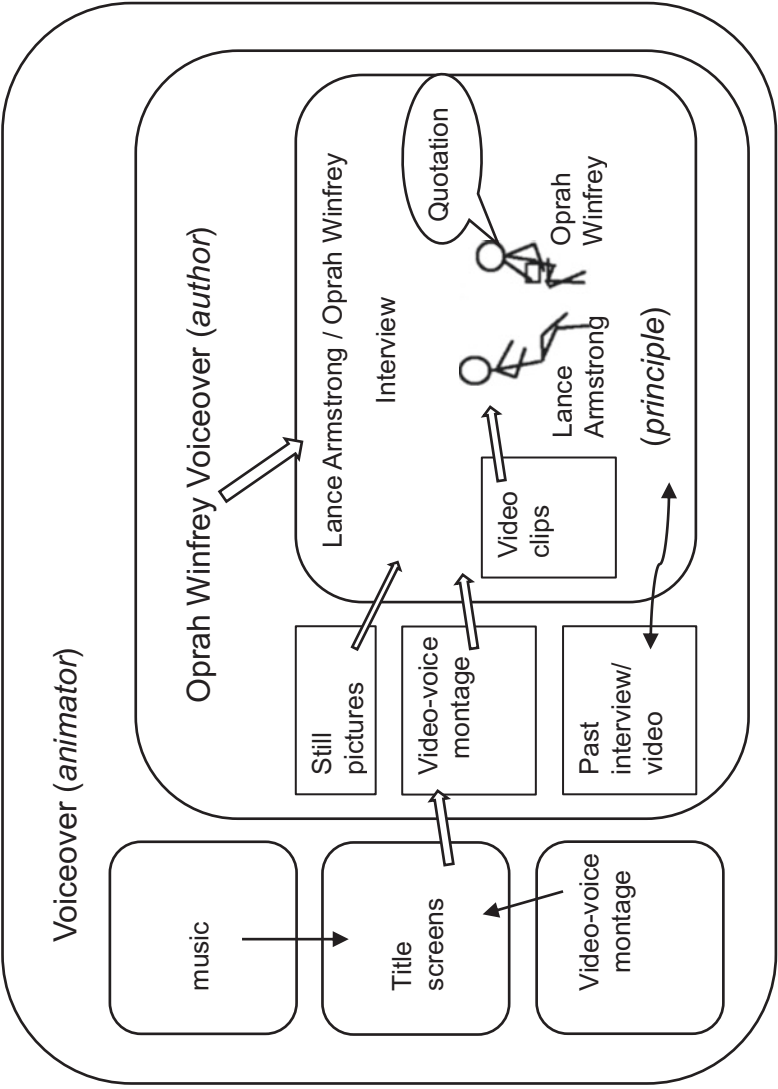 Voiceover (animator)
Oprah Winfrey Voiceover (author)
Lance Armstrong / Oprah Winfrey
Interview
Quotation
music
Title
screens
Video-voice
montage
Still
pictures
Video-voice
montage
Past
interview/
video
Video
clips
Lance
Armstrong
(principle)
Oprah
Winfrey